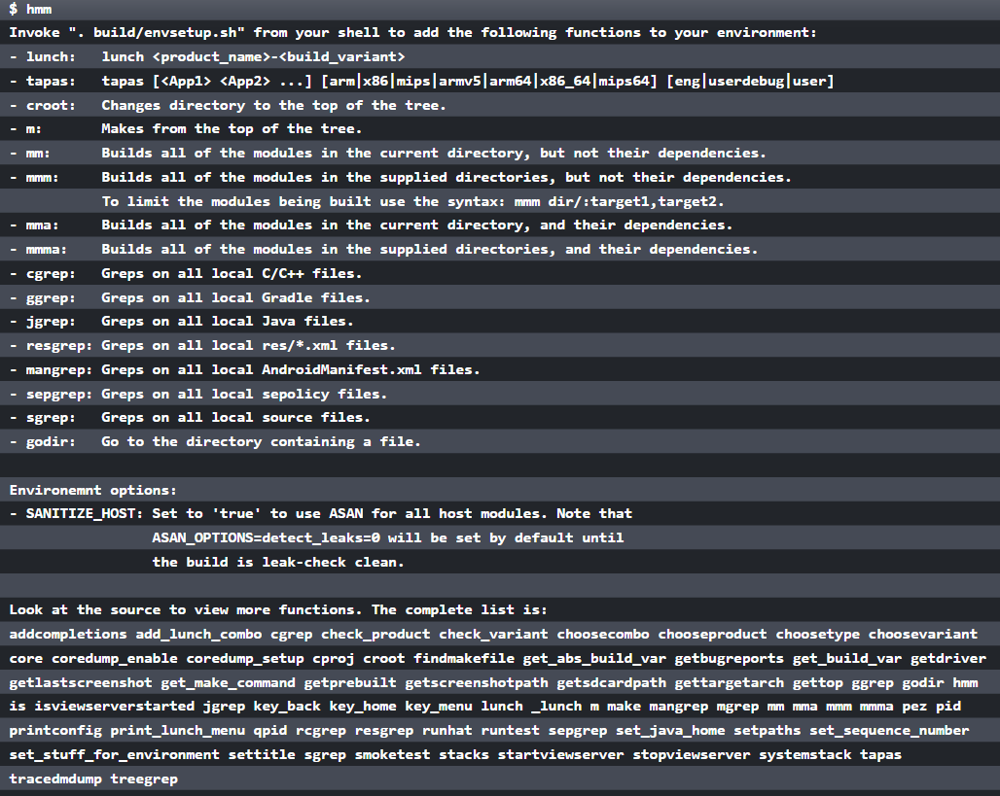 $ hmm
Invoke ". build/envsetup.sh" from your shell to add the following functions to your environment:
- lunch:   lunch <product_name>-<build_variant>
- tapas:   tapas [<App1> <App2> ...] [arm|x86|mips|armv5|arm64|x86_64|mips64] [eng|userdebug|user]
- croot:   Changes directory to the top of the tree.
- m:       Makes from the top of the tree.
- mm:      Builds all of the modules in the current directory, but not their dependencies.
- mmm:     Builds all of the modules in the supplied directories, but not their dependencies.
           To limit the modules being built use the syntax: mmm dir/:target1,target2.
- mma:     Builds all of the modules in the current directory, and their dependencies.
- mmma:    Builds all of the modules in the supplied directories, and their dependencies.
- cgrep:   Greps on all local C/C++ files.
- ggrep:   Greps on all local Gradle files.
- jgrep:   Greps on all local Java files.
- resgrep: Greps on all local res/*.xml files.
- mangrep: Greps on all local AndroidManifest.xml files.
- sepgrep: Greps on all local sepolicy files.
- sgrep:   Greps on all local source files.
- godir:   Go to the directory containing a file.
Environemnt options:
- SANITIZE_HOST: Set to 'true' to use ASAN for all host modules. Note that
                 ASAN_OPTIONS=detect_leaks=0 will be set by default until
                 the build is leak-check clean.
Look at the source to view more functions. The complete list is:
addcompletions add_lunch_combo cgrep check_product check_variant choosecombo chooseproduct choosetype choosevariant
core coredump_enable coredump_setup cproj croot findmakefile get_abs_build_var getbugreports get_build_var getdriver
getlastscreenshot get_make_command getprebuilt getscreenshotpath getsdcardpath gettargetarch gettop ggrep godir hmm
is isviewserverstarted jgrep key_back key_home key_menu lunch _lunch m make mangrep mgrep mm mma mmm mmma pez pid
printconfig print_lunch_menu qpid rcgrep resgrep runhat runtest sepgrep set_java_home setpaths set_sequence_number
set_stuff_for_environment settitle sgrep smoketest stacks startviewserver stopviewserver systemstack tapas
tracedmdump treegrep